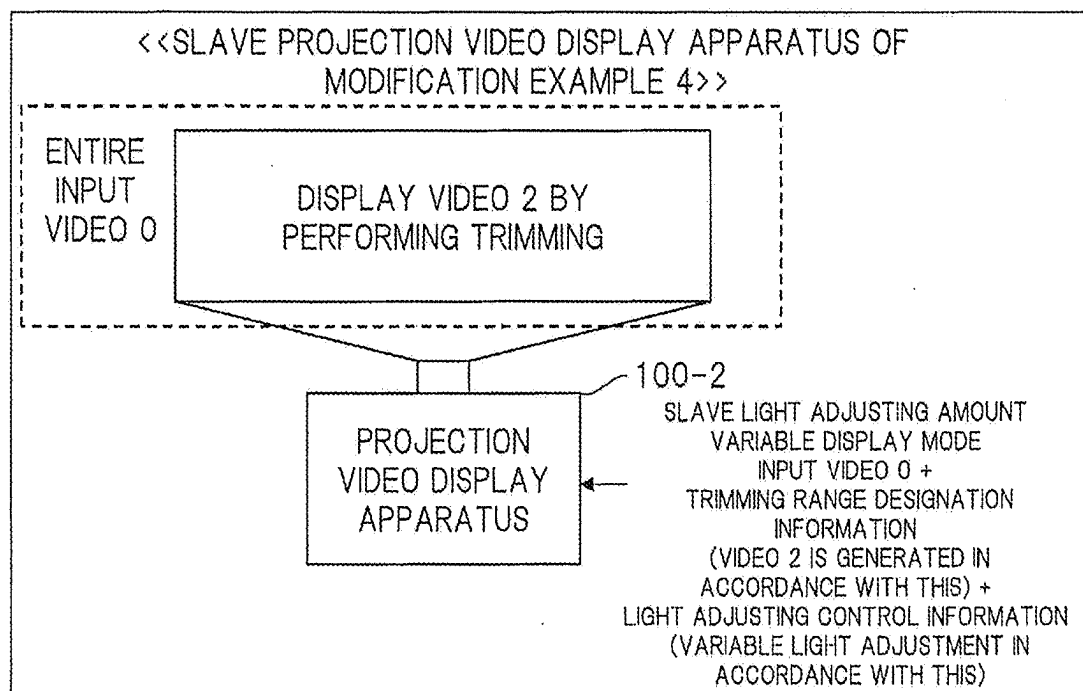 <<SLAVE PROJECTION VIDEO DISPLAY APPARATUS OF
MODIFICATION EXAMPLE 4>>
ENTIRE
INPUT
VIDEO 0
DISPLAY VIDEO 2 BY
PERFORMING TRIMMING
100-2
PROJECTION
VIDEO DISPLAY
APPARATUS
SLAVE LIGHT ADJUSTING AMOUNT
VARIABLE DISPLAY MODE
INPUT VIDEO 0 +
TRIMMING RANGE DESIGNATION
INFORMATION
(VIDEO 2 IS GENERATED IN
ACCORDANCE WITH THIS) +
LIGHT ADJUSTING CONTROL INFORMATION
(VARIABLE LIGHT ADJUSTMENT IN
ACCORDANCE WITH THIS)